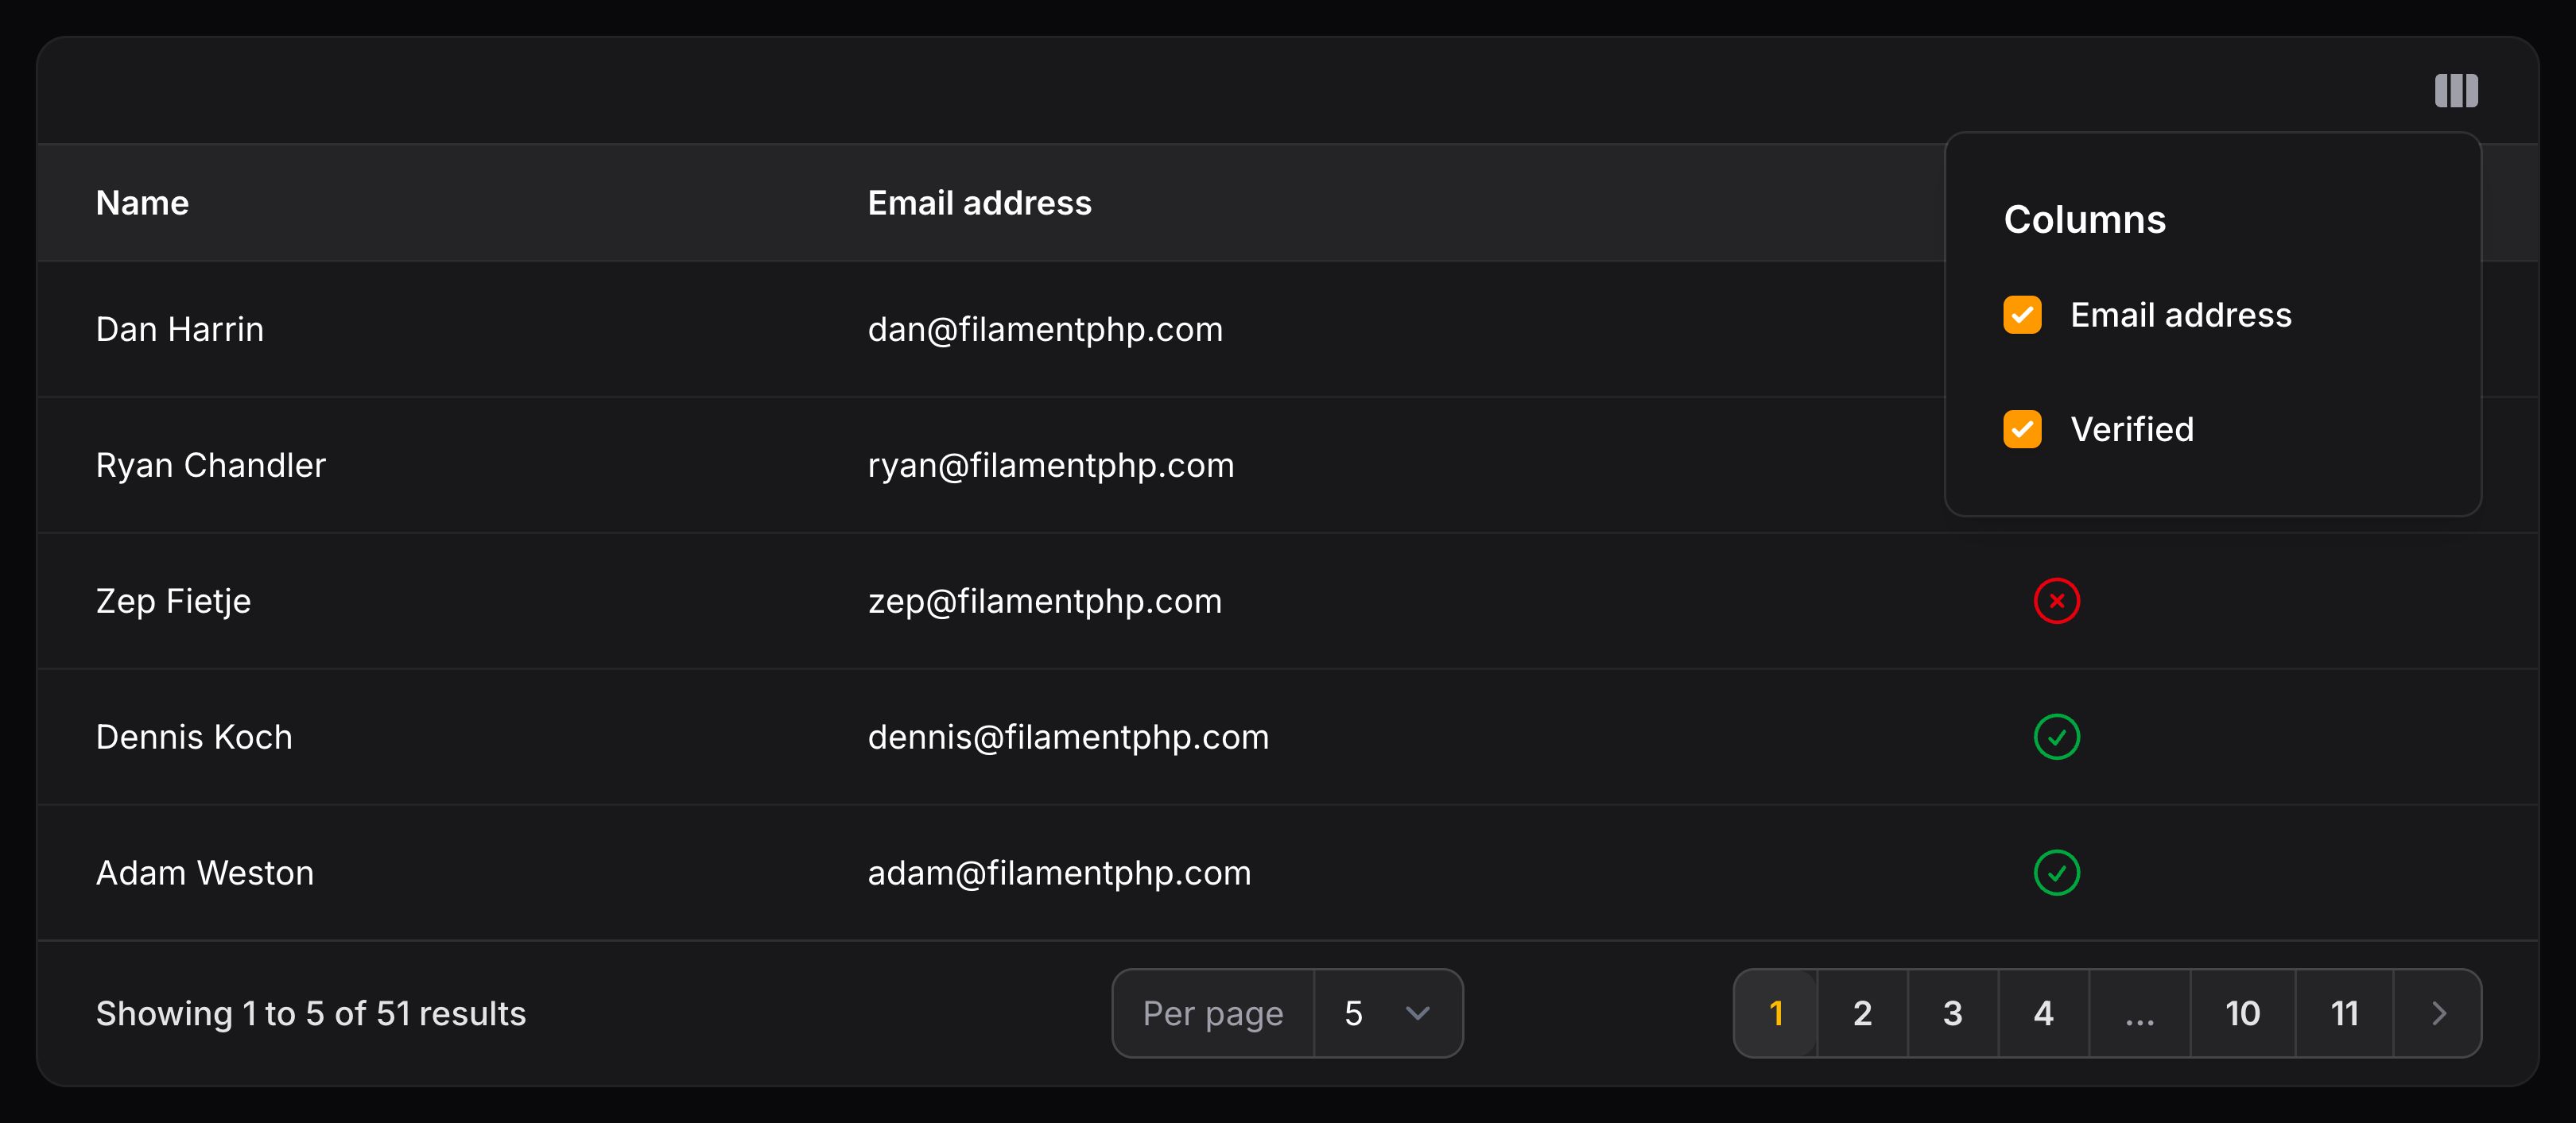 Name Email address
Columns
Email address
Verified
Dan Harrin dan@filamentphp.com
Ryan Chandler ryan@filamentphp.com
Zep Fietje zep@filamentphp.com
Dennis Koch dennis@filamentphp.com
Adam Weston adam@filamentphp.com
Showing 1 to 5 of 51 results Per page 5 1 2 3 4 ... 10 11